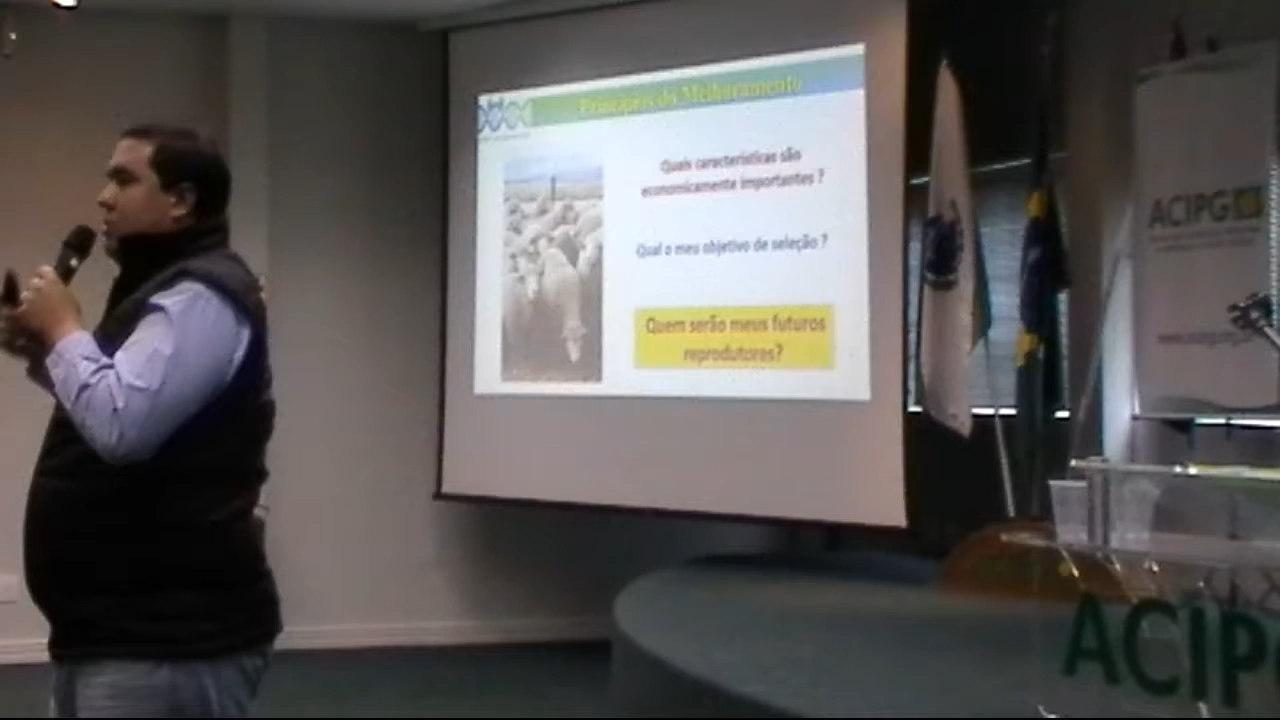 Princípios do Melhoramento
Quais características são
economicamente importantes ?
Qual o meu objetivo de seleção ?
Quem serão meus futuros
reprodutores?
ACIPG
ACIPG